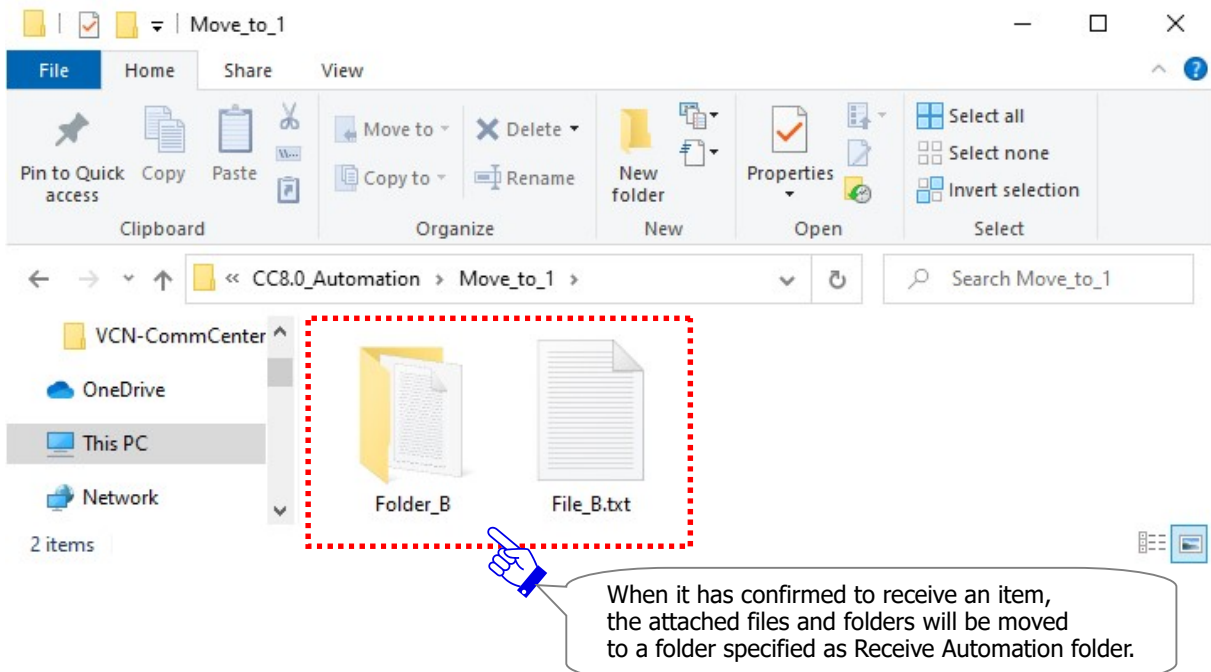 Move_to_1
File Home Share View
Pin to Quick access
Copy
Paste
Clipboard
Move to
Copy to
Delete
Rename
Organize
New folder
New
Properties
Open
Select all
Select none
Invert selection
Select
« CC8.0_Automation > Move_to_1 >
Search Move_to_1
VCN-CommCenter
OneDrive
This PC
Network
Folder_B
File_B.txt
2 items
When it has confirmed to receive an item,
the attached files and folders will be moved
to a folder specified as Receive Automation folder.